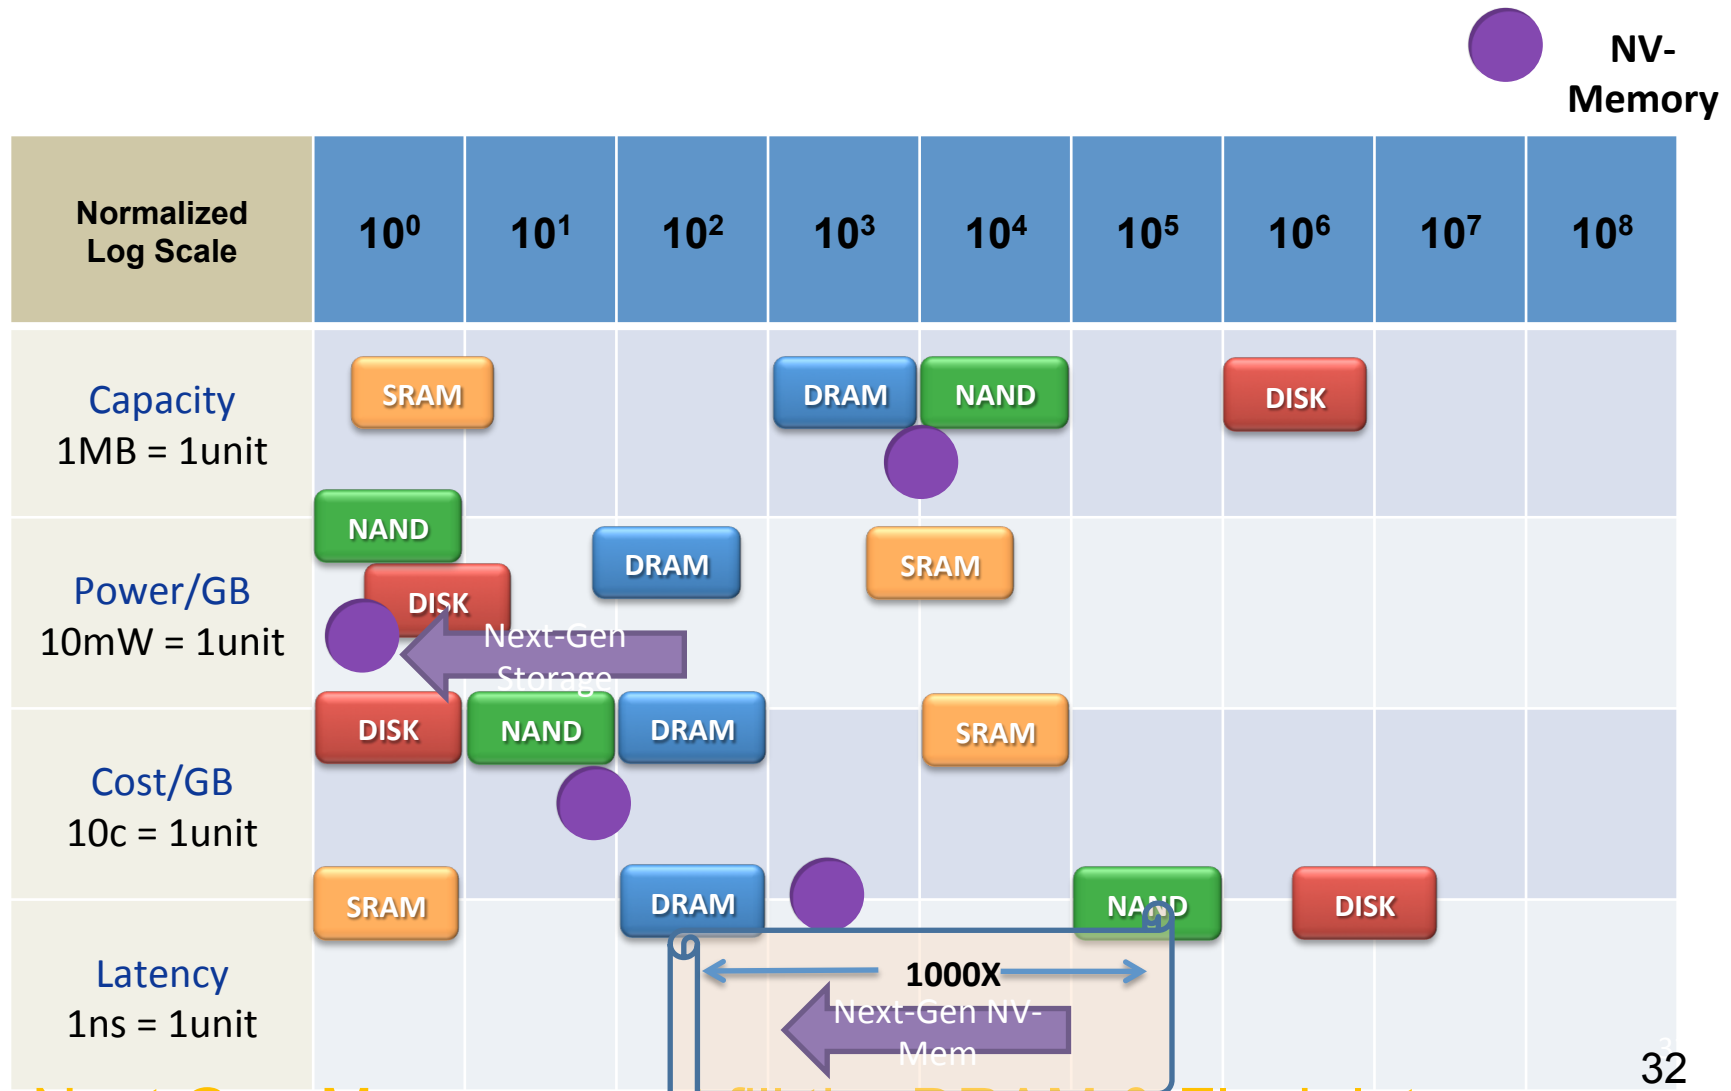 NV-
Memory
Normalized
Log Scale
10⁰ 10¹ 10² 10³ 10⁴ 10⁵ 10⁶ 10⁷ 10⁸
Capacity
1MB = 1unit
SRAM DRAM NAND DISK
Power/GB
10mW = 1unit
NAND DISK DRAM SRAM
Next-Gen
Storage
Cost/GB
10c = 1unit
DISK NAND DRAM SRAM
Latency
1ns = 1unit
SRAM DRAM NAND DISK
1000X
Next-Gen NV-
Mem
3
32